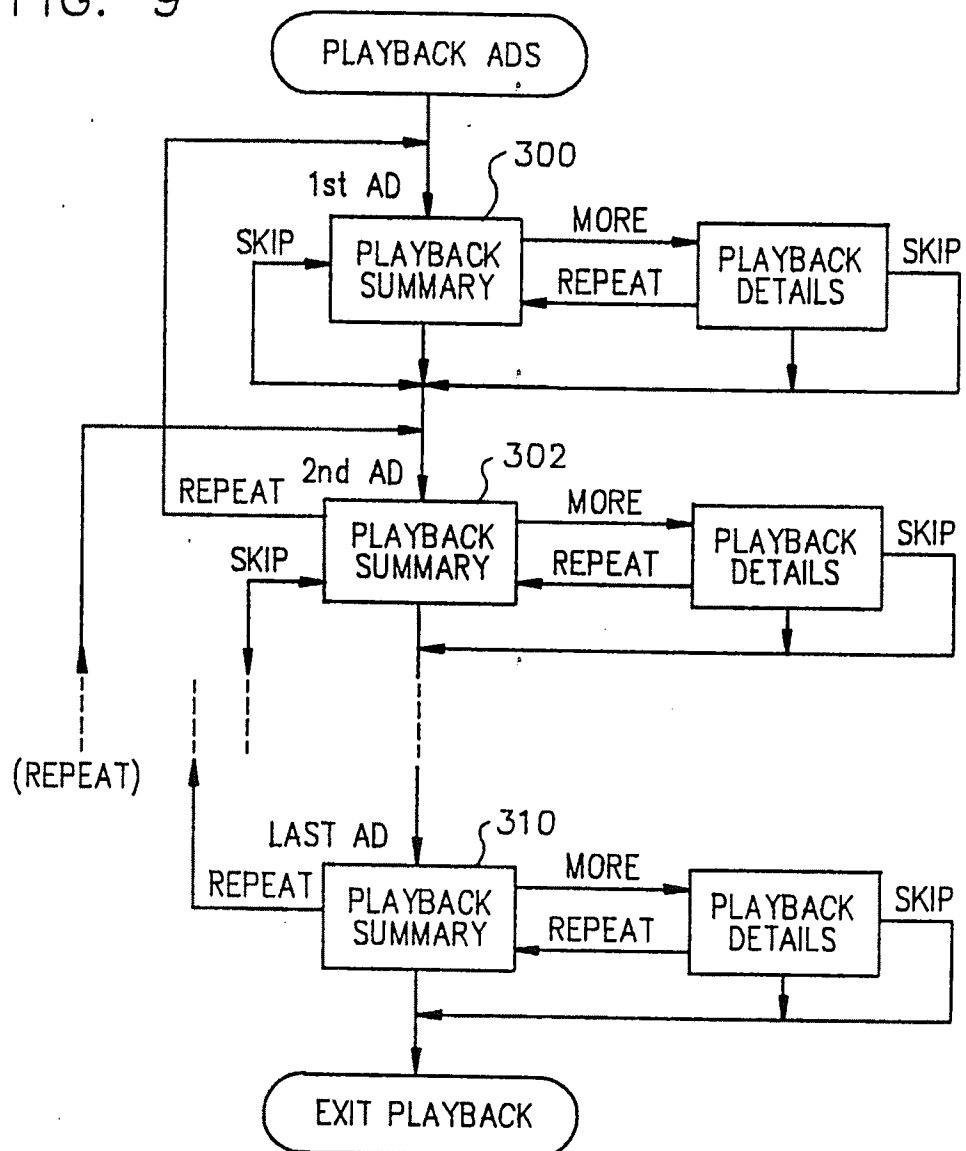 FIG. 9
PLAYBACK ADS
300
1st AD
MORE
SKIP
PLAYBACK
SUMMARY
PLAYBACK
DETAILS
SKIP
REPEAT
302
2nd AD
REPEAT
MORE
PLAYBACK
SUMMARY
PLAYBACK
DETAILS
SKIP
SKIP
REPEAT
(REPEAT)
310
LAST AD
MORE
REPEAT
PLAYBACK
SUMMARY
PLAYBACK
DETAILS
SKIP
REPEAT
EXIT PLAYBACK